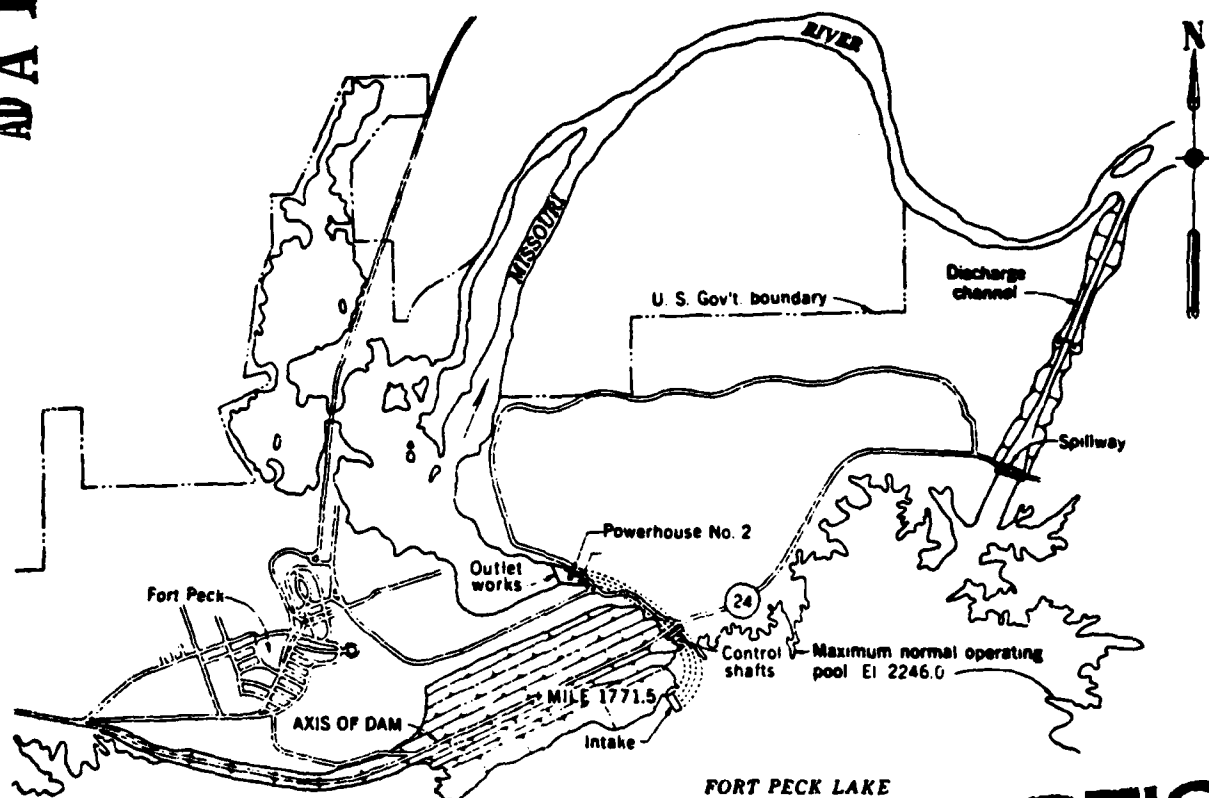 AD A
N
RIVER
MISSOURI
Discharge
channel
U. S. Gov't. boundary
Spillway
Powerhouse No. 2
Outlet
works
Fort Peck
24
Control
shafts
Maximum normal operating
pool El 2246.0
MILE 1771.5
AXIS OF DAM
Intake
FORT PECK LAKE